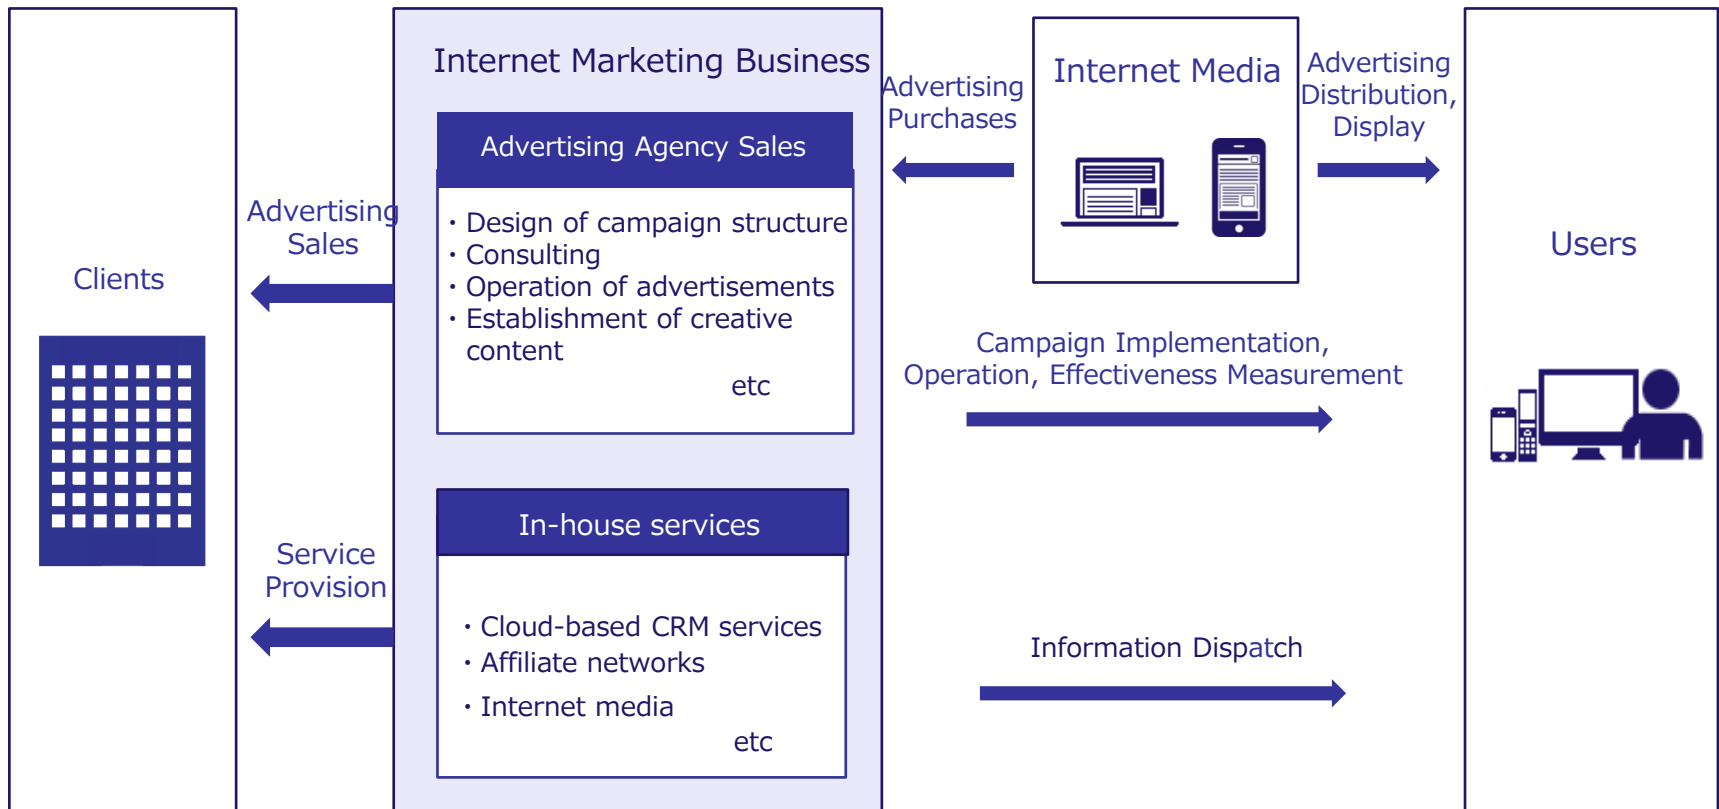 Clients
Advertising
Sales
Service
Provision
Internet Marketing Business
Advertising Agency Sales
・Design of campaign structure
・Consulting
・Operation of advertisements
・Establishment of creative
content
etc
In-house services
・Cloud-based CRM services
・Affiliate networks
・Internet media
etc
Advertising
Purchases
Internet Media
Advertising
Distribution,
Display
Campaign Implementation,
Operation, Effectiveness Measurement
Information Dispatch
Users